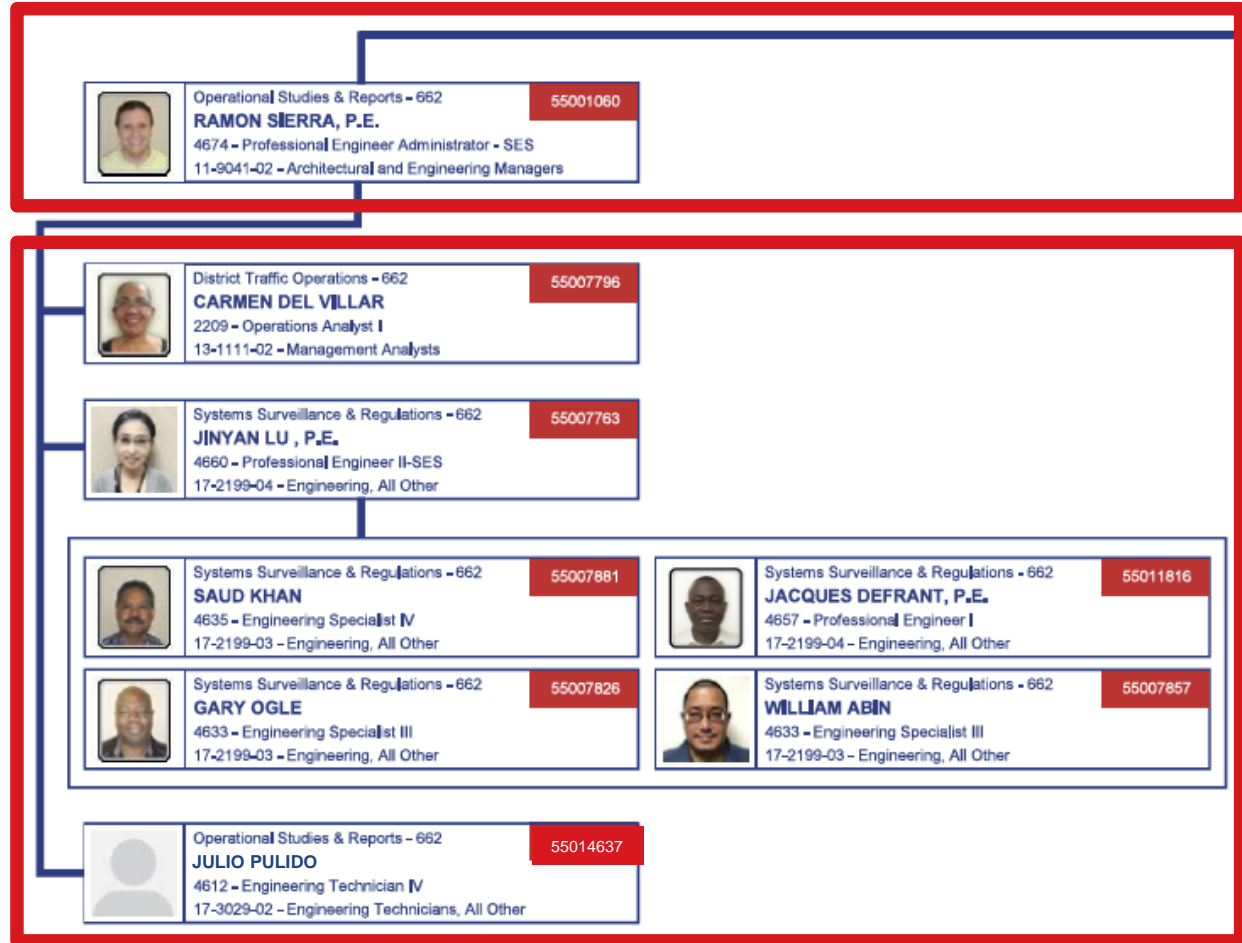 Operational Studies & Reports - 662
55001060
RAMON SIERRA, P.E.
4674 - Professional Engineer Administrator - SES
11-9041-02 - Architectural and Engineering Managers
District Traffic Operations - 662
55007796
CARMEN DEL VILLAR
2209 - Operations Analyst I
13-1111-02 - Management Analysts
Systems Surveillance & Regulations - 662
55007763
JINYAN LU , P.E.
4660 - Professional Engineer II-SES
17-2199-04 - Engineering, All Other
Systems Surveillance & Regulations - 662
55007881
SAUD KHAN
4635 - Engineering Specialist IV
17-2199-03 - Engineering, All Other
Systems Surveillance & Regulations - 662
55011816
JACQUES DEFRANT, P.E.
4657 - Professional Engineer I
17-2199-04 - Engineering, All Other
Systems Surveillance & Regulations - 662
55007826
GARY OGLE
4633 - Engineering Specialist III
17-2199-03 - Engineering, All Other
Systems Surveillance & Regulations - 662
55007857
WILLIAM ABIN
4633 - Engineering Specialist III
17-2199-03 - Engineering, All Other
Operational Studies & Reports - 662
55014637
JULIO PULIDO
4612 - Engineering Technician IV
17-3029-02 - Engineering Technicians, All Other